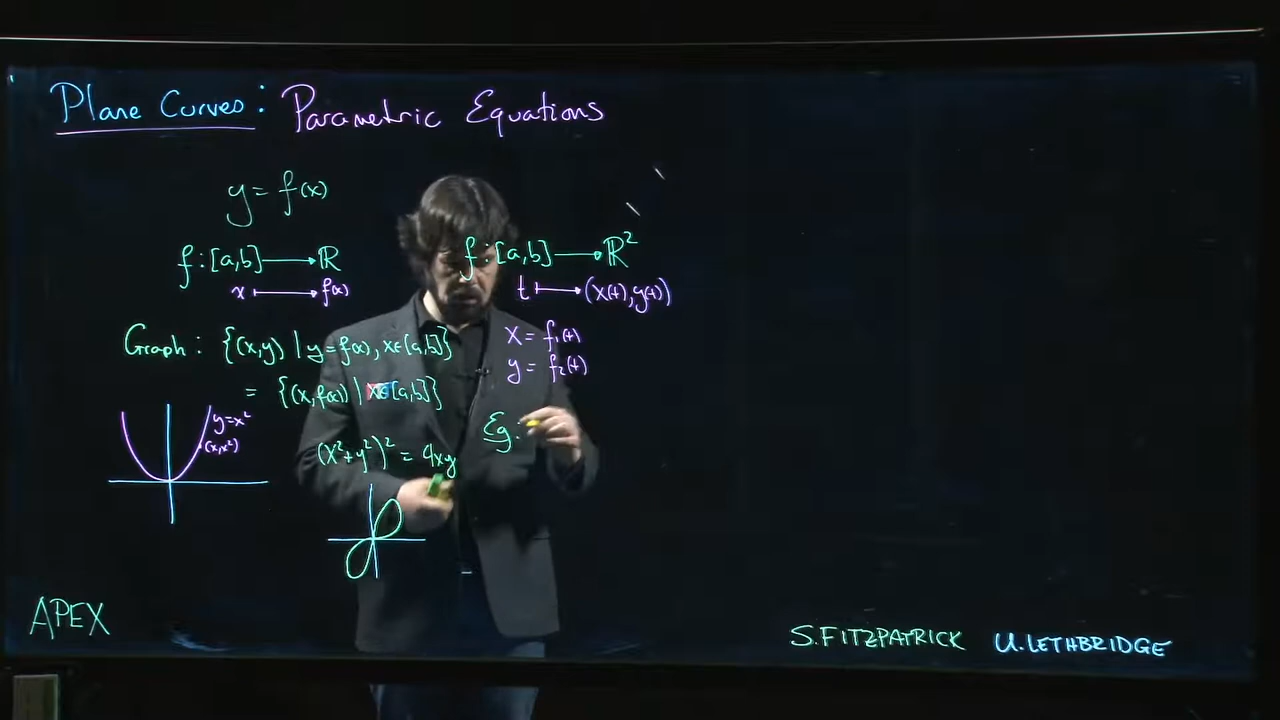 Plane Curves: Parametric Equations
y = f(x)
f: [a,b] ⟶ ℝ
x ⟼ f(x)
Graph: {(x,y) | y = f(x), x∈[a,b]}
= {(x,f(x)) | x∈[a,b]}
y=x²
(x,x²)
(x²+y²)² = 4xy
f: [a,b] ⟶ ℝ²
t ⟼ (x(t),y(t))
x = f₁(t)
y = f₂(t)
Eg:
APEX
S.FITZPATRICK U.LETHBRIDGE